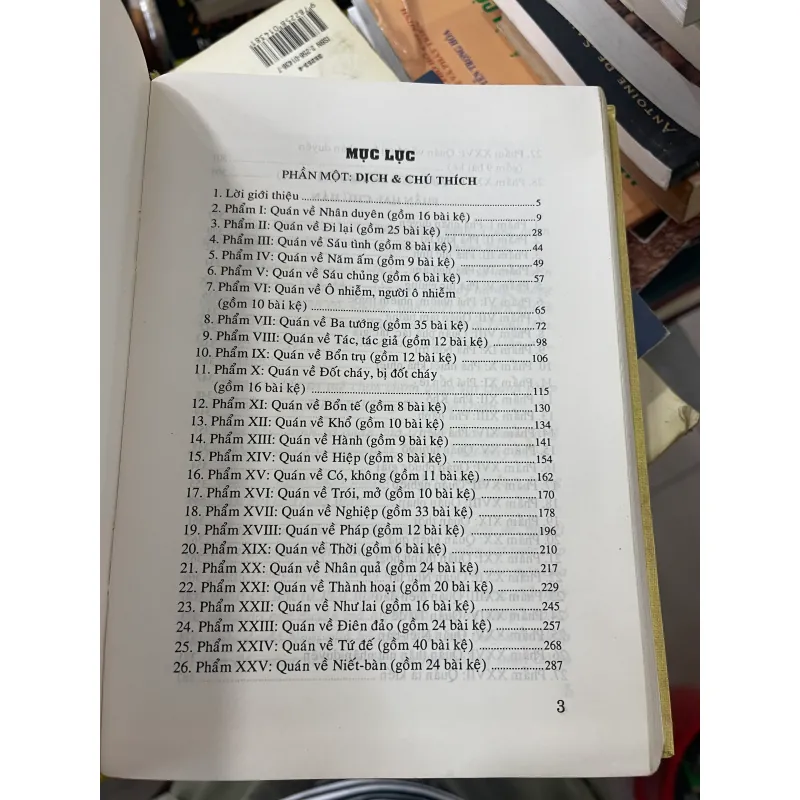 9782258014367
ISBN 2-258-01436-7
ANTOINE DE
MỤC LỤC
PHẦN MỘT: DỊCH & CHÚ THÍCH
1. Lời giới thiệu ..... 5
2. Phẩm I: Quán về Nhân duyên (gồm 16 bài kệ) ..... 9
3. Phẩm II: Quán về Đi lại (gồm 25 bài kệ) ..... 28
4. Phẩm III: Quán về Sáu tình (gồm 8 bài kệ) ..... 44
5. Phẩm IV: Quán về Năm ấm (gồm 9 bài kệ) ..... 49
6. Phẩm V: Quán về Sáu chủng (gồm 6 bài kệ) ..... 57
7. Phẩm VI: Quán về Ô nhiễm, người ô nhiễm
(gồm 10 bài kệ) ..... 65
8. Phẩm VII: Quán về Ba tướng (gồm 35 bài kệ) ..... 72
9. Phẩm VIII: Quán về Tác, tác giả (gồm 12 bài kệ) ..... 98
10. Phẩm IX: Quán về Bổn trụ (gồm 12 bài kệ) ..... 106
11. Phẩm X: Quán về Đốt cháy, bị đốt cháy
(gồm 16 bài kệ) ..... 115
12. Phẩm XI: Quán về Bổn tế (gồm 8 bài kệ) ..... 130
13. Phẩm XII: Quán về Khổ (gồm 10 bài kệ) ..... 134
14. Phẩm XIII: Quán về Hành (gồm 9 bài kệ) ..... 141
15. Phẩm XIV: Quán về Hiệp (gồm 8 bài kệ) ..... 154
16. Phẩm XV: Quán về Có, không (gồm 11 bài kệ) ..... 162
17. Phẩm XVI: Quán về Trói, mở (gồm 10 bài kệ) ..... 170
18. Phẩm XVII: Quán về Nghiệp (gồm 33 bài kệ) ..... 178
19. Phẩm XVIII: Quán về Pháp (gồm 12 bài kệ) ..... 196
20. Phẩm XIX: Quán về Thời (gồm 6 bài kệ) ..... 210
21. Phẩm XX: Quán về Nhân quả (gồm 24 bài kệ) ..... 217
22. Phẩm XXI: Quán về Thành hoại (gồm 20 bài kệ) ..... 229
23. Phẩm XXII: Quán về Như lai (gồm 16 bài kệ) ..... 245
24. Phẩm XXIII: Quán về Điên đảo (gồm 24 bài kệ) ..... 257
25. Phẩm XXIV: Quán về Tứ đế (gồm 40 bài kệ) ..... 268
26. Phẩm XXV: Quán về Niết-bàn (gồm 24 bài kệ) ..... 287
3